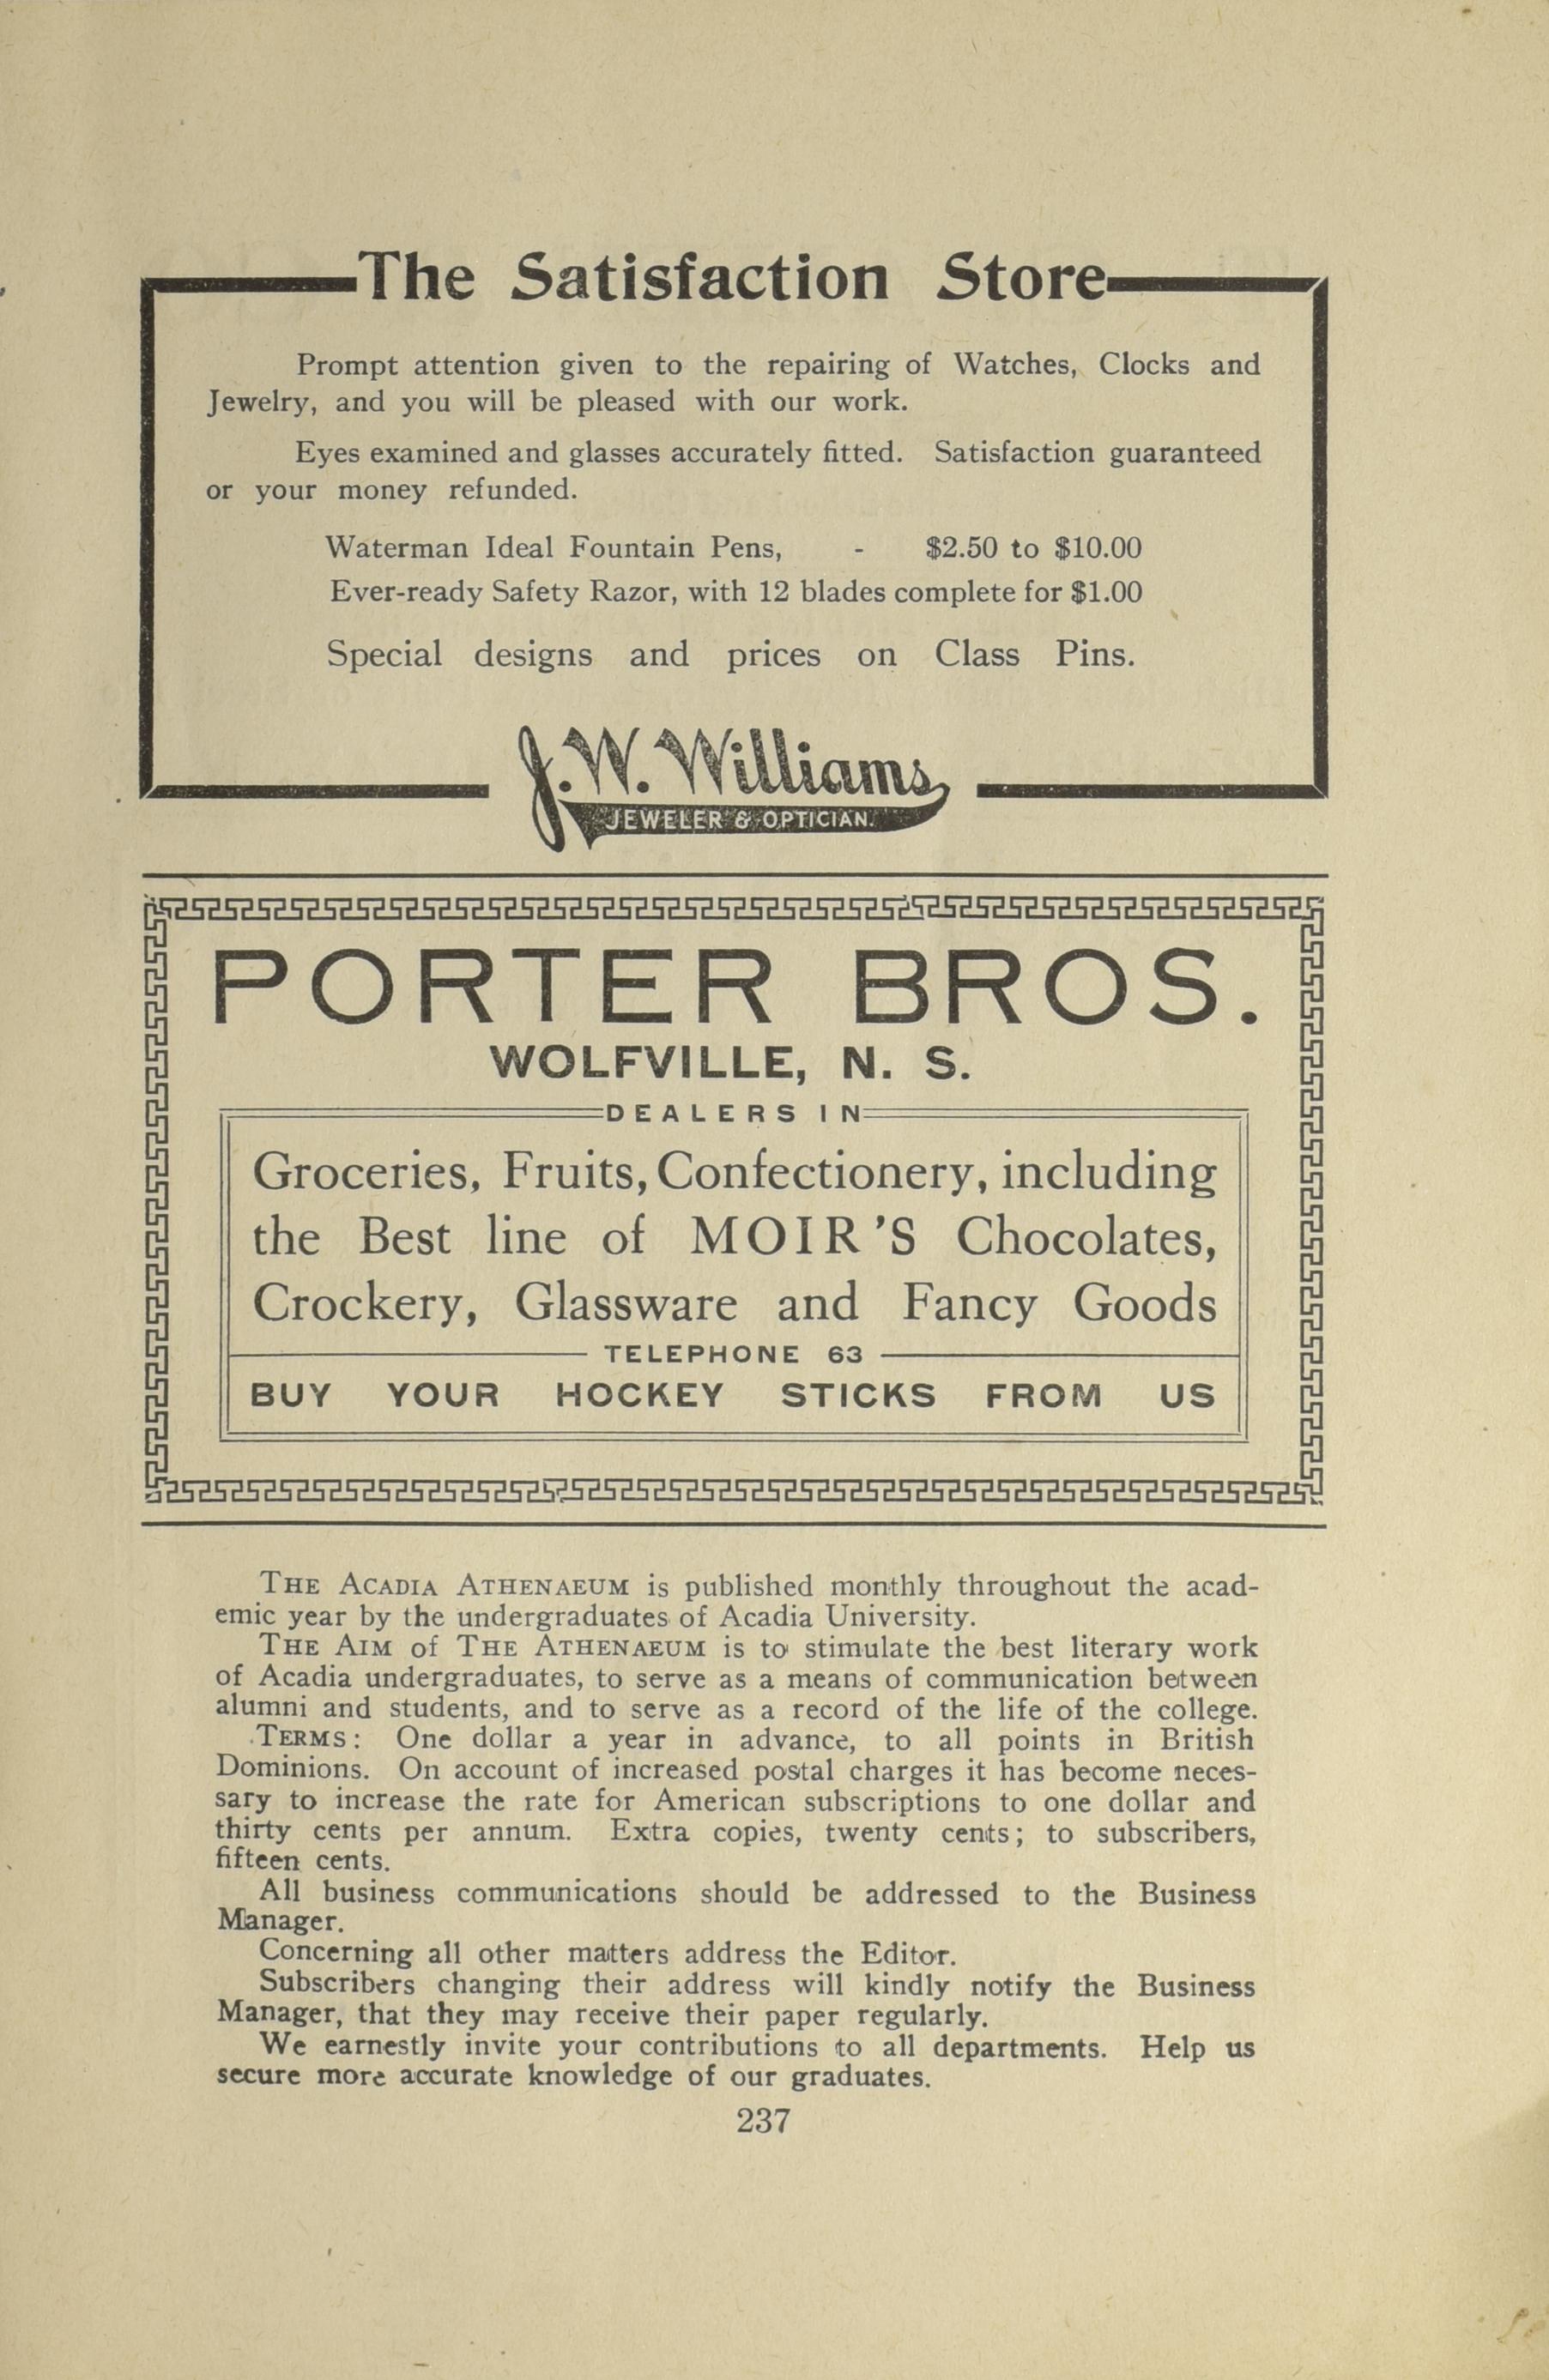 The Satisfaction Store
Prompt attention given to the repairing of Watches, Clocks and
Jewelry, and you will be pleased with our work.
Eyes examined and glasses accurately fitted. Satisfaction guaranteed
or your money refunded.
Waterman Ideal Fountain Pens, - $2.50 to $10.00
Ever-ready Safety Razor, with 12 blades complete for $1.00
Special designs and prices on Class Pins.
J. W. Williams
JEWELER & OPTICIAN.
PORTER BROS.
WOLFVILLE, N. S.
DEALERS IN
Groceries, Fruits, Confectionery, including
the Best line of MOIR'S Chocolates,
Crockery, Glassware and Fancy Goods
TELEPHONE 63
BUY YOUR HOCKEY STICKS FROM US
THE ACADIA ATHENAEUM is published monthly throughout the acad-
emic year by the undergraduates of Acadia University.
THE AIM of THE ATHENAEUM is to stimulate the best literary work
of Acadia undergraduates, to serve as a means of communication between
alumni and students, and to serve as a record of the life of the college.
TERMS: One dollar a year in advance, to all points in British
Dominions. On account of increased postal charges it has become neces-
sary to increase the rate for American subscriptions to one dollar and
thirty cents per annum. Extra copies, twenty cents; to subscribers,
fifteen cents.
All business communications should be addressed to the Business
Manager.
Concerning all other matters address the Editor.
Subscribers changing their address will kindly notify the Business
Manager, that they may receive their paper regularly.
We earnestly invite your contributions to all departments. Help us
secure more accurate knowledge of our graduates.
237